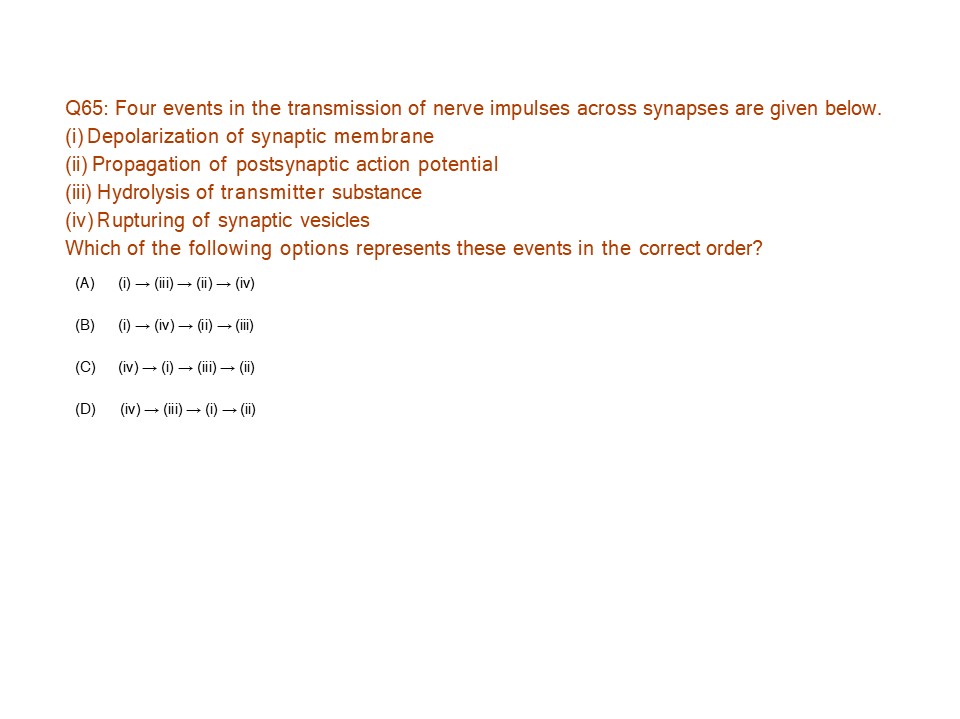 Q65: Four events in the transmission of nerve impulses across synapses are given below.
(i) Depolarization of synaptic membrane
(ii) Propagation of postsynaptic action potential
(iii) Hydrolysis of transmitter substance
(iv) Rupturing of synaptic vesicles
Which of the following options represents these events in the correct order?
(A) (i) → (iii) → (ii) → (iv)
(B) (i) → (iv) → (ii) → (iii)
(C) (iv) → (i) → (iii) → (ii)
(D) (iv) → (iii) → (i) → (ii)